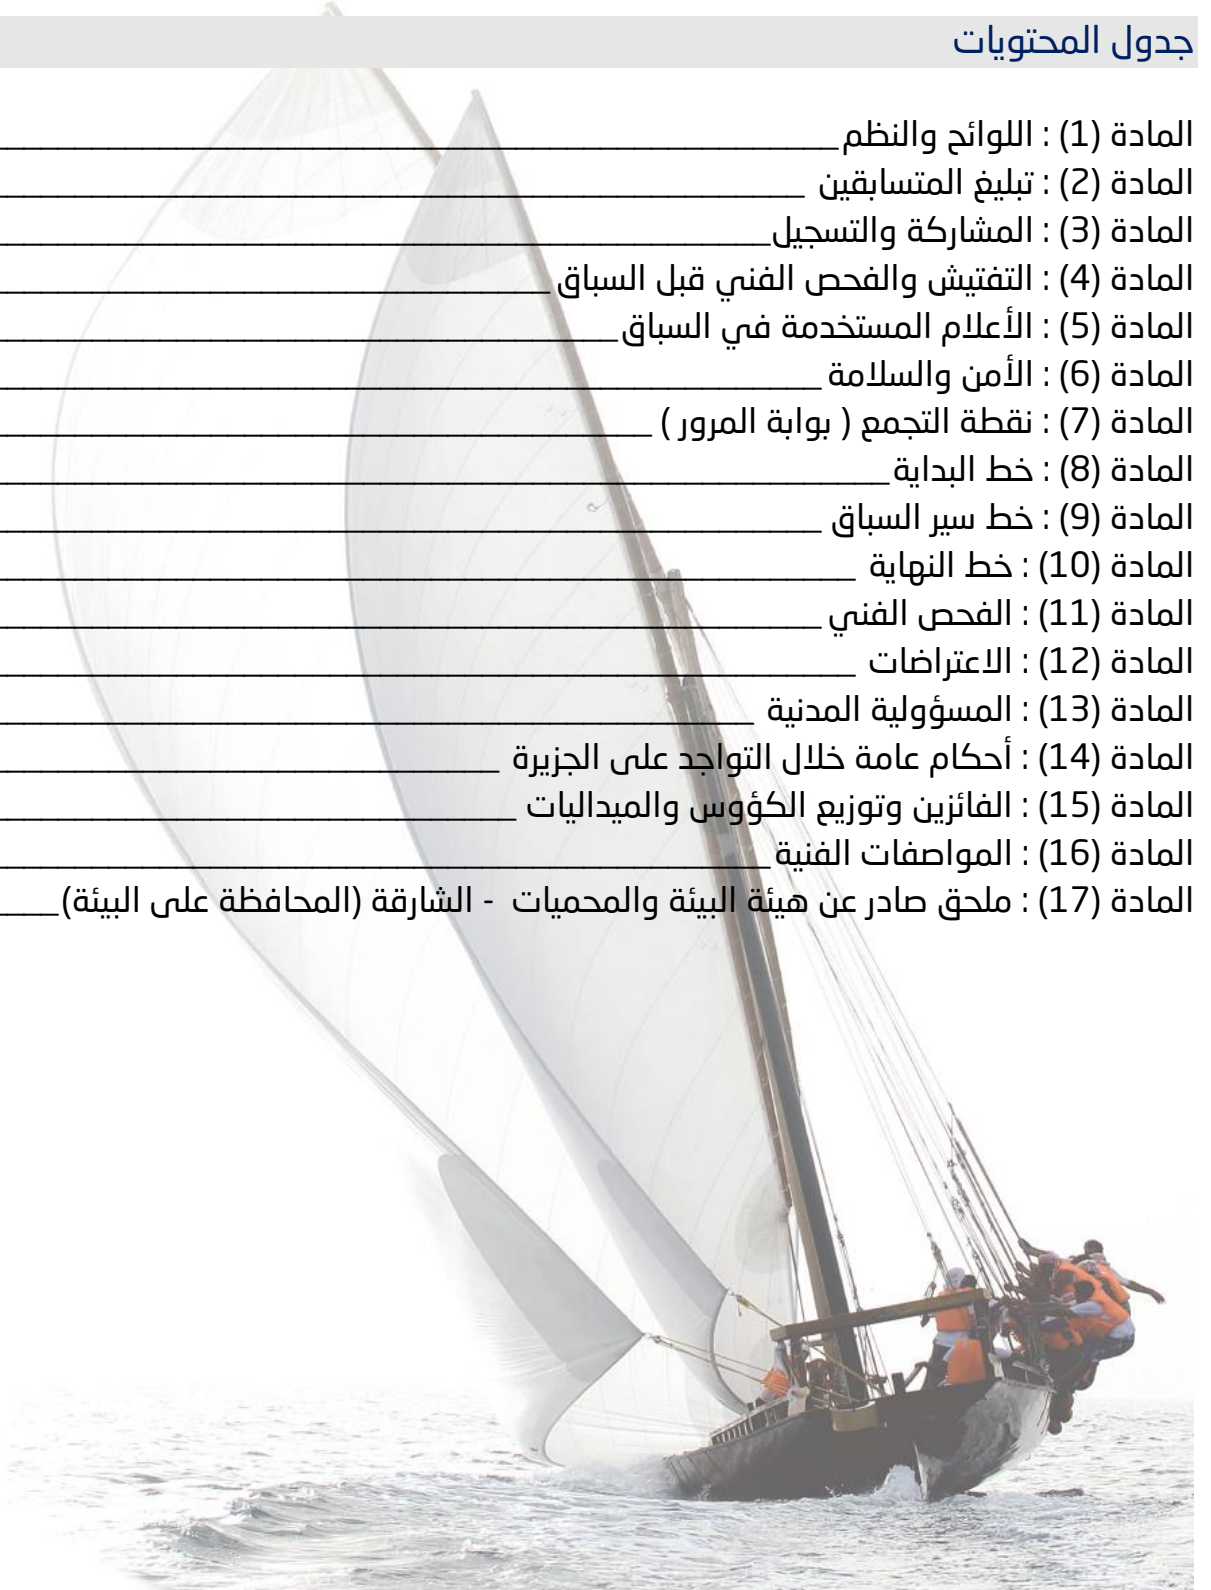 جدول المحتويات
المادة (1) : اللوائح والنظم
المادة (2) : تبليغ المتسابقين
المادة (3) : المشاركة والتسجيل
المادة (4) : التفتيش والفحص الفني قبل السباق
المادة (5) : الأعلام المستخدمة في السباق
المادة (6) : الأمن والسلامة
المادة (7) : نقطة التجمع ( بوابة المرور )
المادة (8) : خط البداية
المادة (9) : خط سير السباق
المادة (10) : خط النهاية
المادة (11) : الفحص الفني
المادة (12) : الاعتراضات
المادة (13) : المسؤولية المدنية
المادة (14) : أحكام عامة خلال التواجد على الجزيرة
المادة (15) : الفائزين وتوزيع الكؤوس والميداليات
المادة (16) : المواصفات الفنية
المادة (17) : ملحق صادر عن هيئة البيئة والمحميات - الشارقة (المحافظة على البيئة)